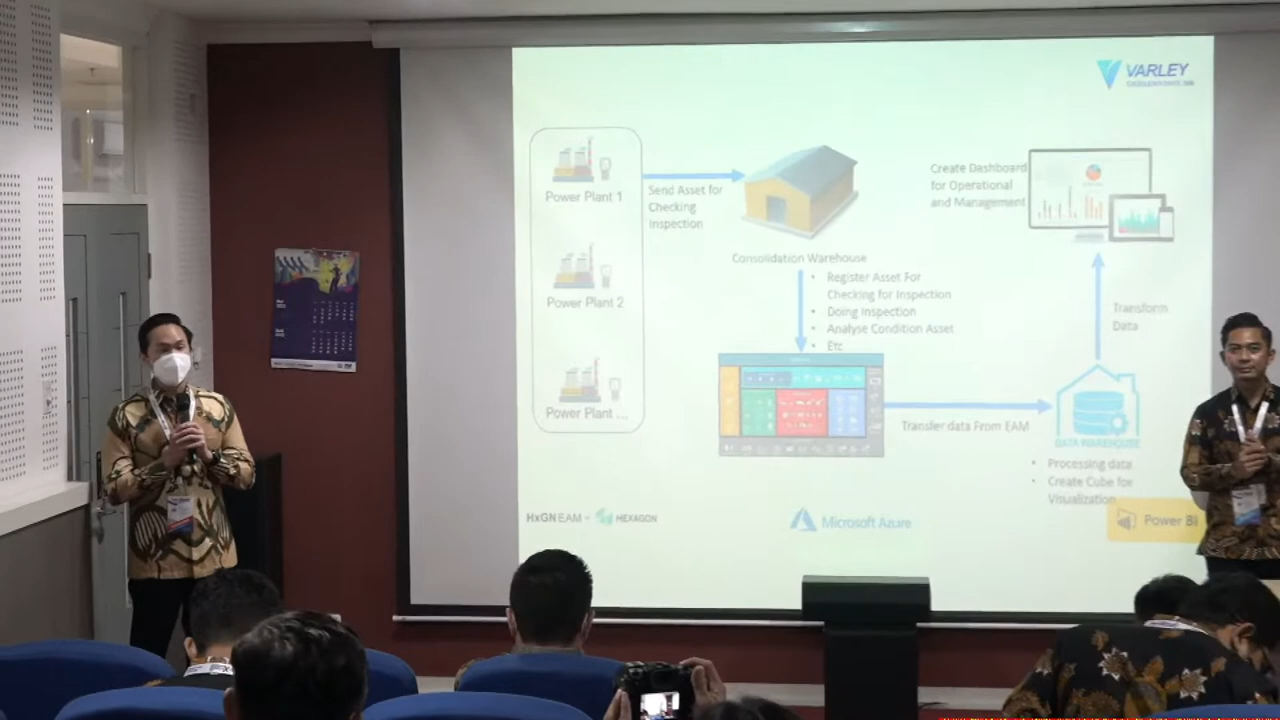 VARLEY
Power Plant 1
Send Asset for
Checking
Inspection
Power Plant 2
Power Plant ....
Consolidation Warehouse
• Register Asset For
Checking for Inspection
• Doing Inspection
• Analyse Condition Asset
• Etc
Create Dashboard
for Operational
and Management
Transform
Data
Transfer data From EAM
DATA WAREHOUSE
• Processing data
• Create Cube for
Visualization
HxGN EAM - HEXAGON
Microsoft Azure
Power BI